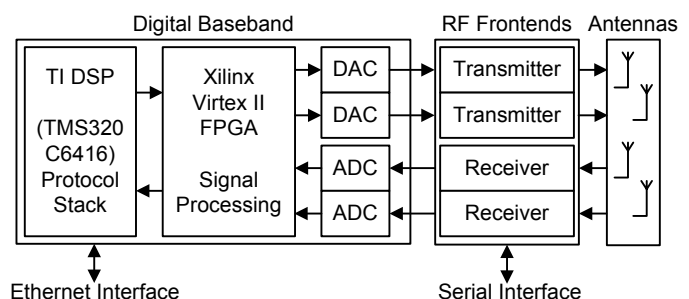 Digital Baseband
RF Frontends
Antennas
TI DSP
(TMS320
C6416)
Protocol
Stack
Xilinx
Virtex II
FPGA
Signal
Processing
DAC
DAC
ADC
ADC
Transmitter
Transmitter
Receiver
Receiver
Ethernet Interface
Serial Interface